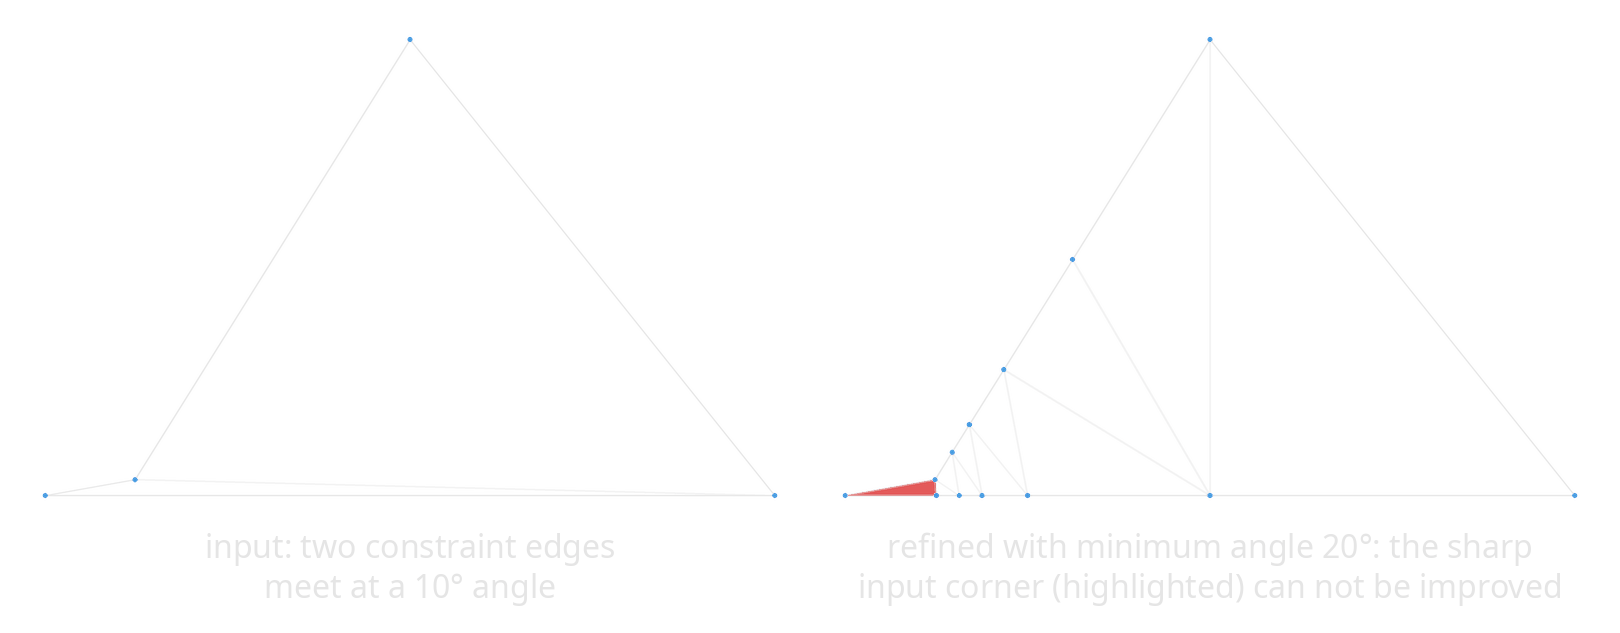 input: two constraint edges
meet at a 10° angle
refined with minimum angle 20°: the sharp
input corner (highlighted) can not be improved